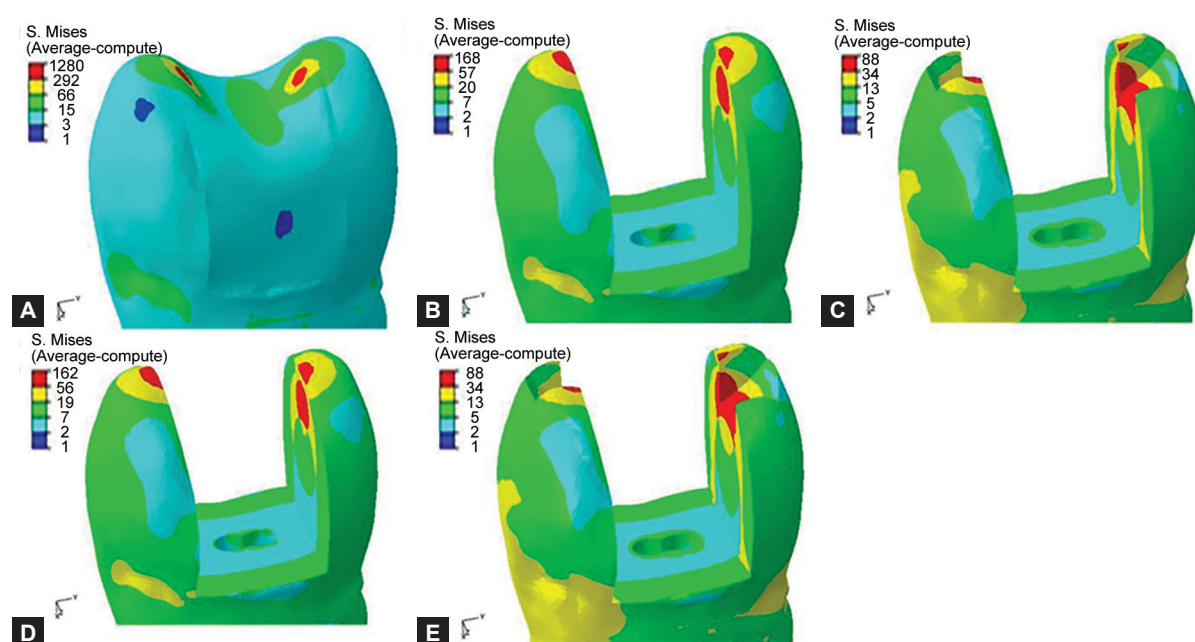 S. Mises
(Average-compute)
1280
292
66
15
3
1
A
Y
S. Mises
(Average-compute)
168
57
20
7
2
1
B
Y
S. Mises
(Average-compute)
88
34
13
5
2
1
C
Y
S. Mises
(Average-compute)
162
56
19
7
2
1
D
Y
S. Mises
(Average-compute)
88
34
13
5
2
1
E
Y